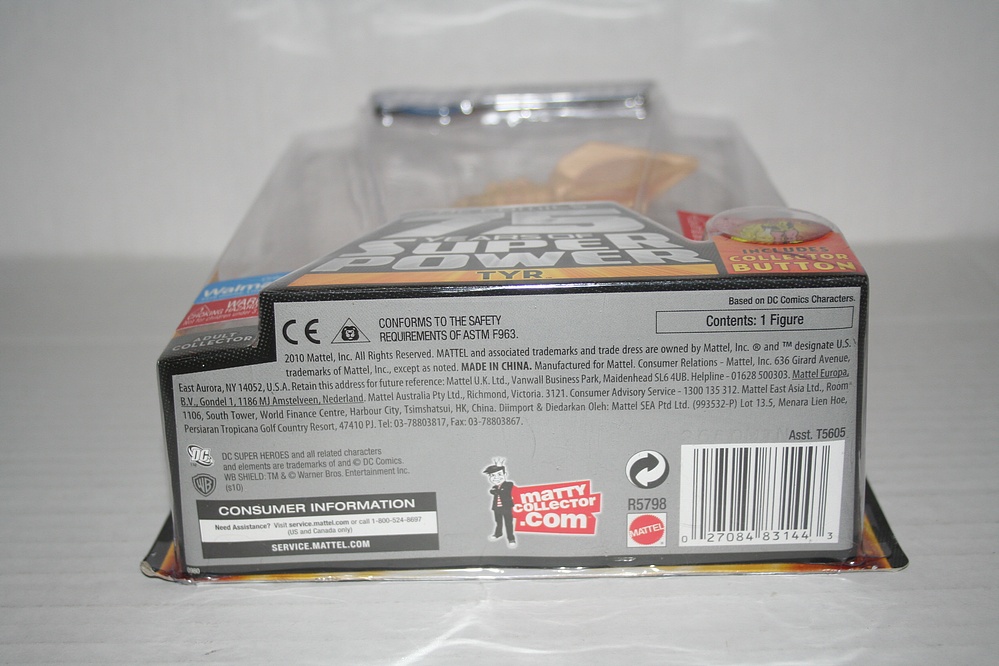 75
YEARS OF
SUPER
POWER
TYR
INCLUDES
COLLECTOR
BUTTON
ADULT
COLLECTOR
Based on DC Comics Characters.
Contents: 1 Figure
CE
CONFORMS TO THE SAFETY
REQUIREMENTS OF ASTM F963.
2010 Mattel, Inc. All Rights Reserved. MATTEL and associated trademarks and trade dress are owned by Mattel, Inc. ® and ™ designate U.S.
trademarks of Mattel, Inc., except as noted. MADE IN CHINA. Manufactured for Mattel. Consumer Relations - Mattel, Inc. 636 Girard Avenue,
East Aurora, NY 14052, U.S.A. Retain this address for future reference: Mattel U.K. Ltd., Vanwall Business Park, Maidenhead SL6 4UB. Helpline - 01628 500303. Mattel Europa,
B.V., Gondel 1, 1186 MJ Amstelveen, Nederland. Mattel Australia Pty Ltd., Richmond, Victoria. 3121. Consumer Advisory Service - 1300 135 312. Mattel East Asia Ltd., Room
1106, South Tower, World Finance Centre, Harbour City, Tsimshatsui, HK, China. Diimport & Diedarkan Oleh: Mattel SEA Ptd Ltd. (993532-P) Lot 13.5, Menara Lien Hoe,
Persiaran Tropicana Golf Country Resort, 47410 PJ. Tel: 03-78803817, Fax: 03-78803867.
Asst. T5605
DC
DC SUPER HEROES and all related characters
and elements are trademarks of and © DC Comics.
WB SHIELD: TM & © Warner Bros. Entertainment Inc.
(s10)
WB
CONSUMER INFORMATION
Need Assistance? Visit service.mattel.com or call 1-800-524-8697
(US and Canada only)
SERVICE.MATTEL.COM
matty
COLLECTOR
.com
R5798
MATTEL
0 27084 83144 3